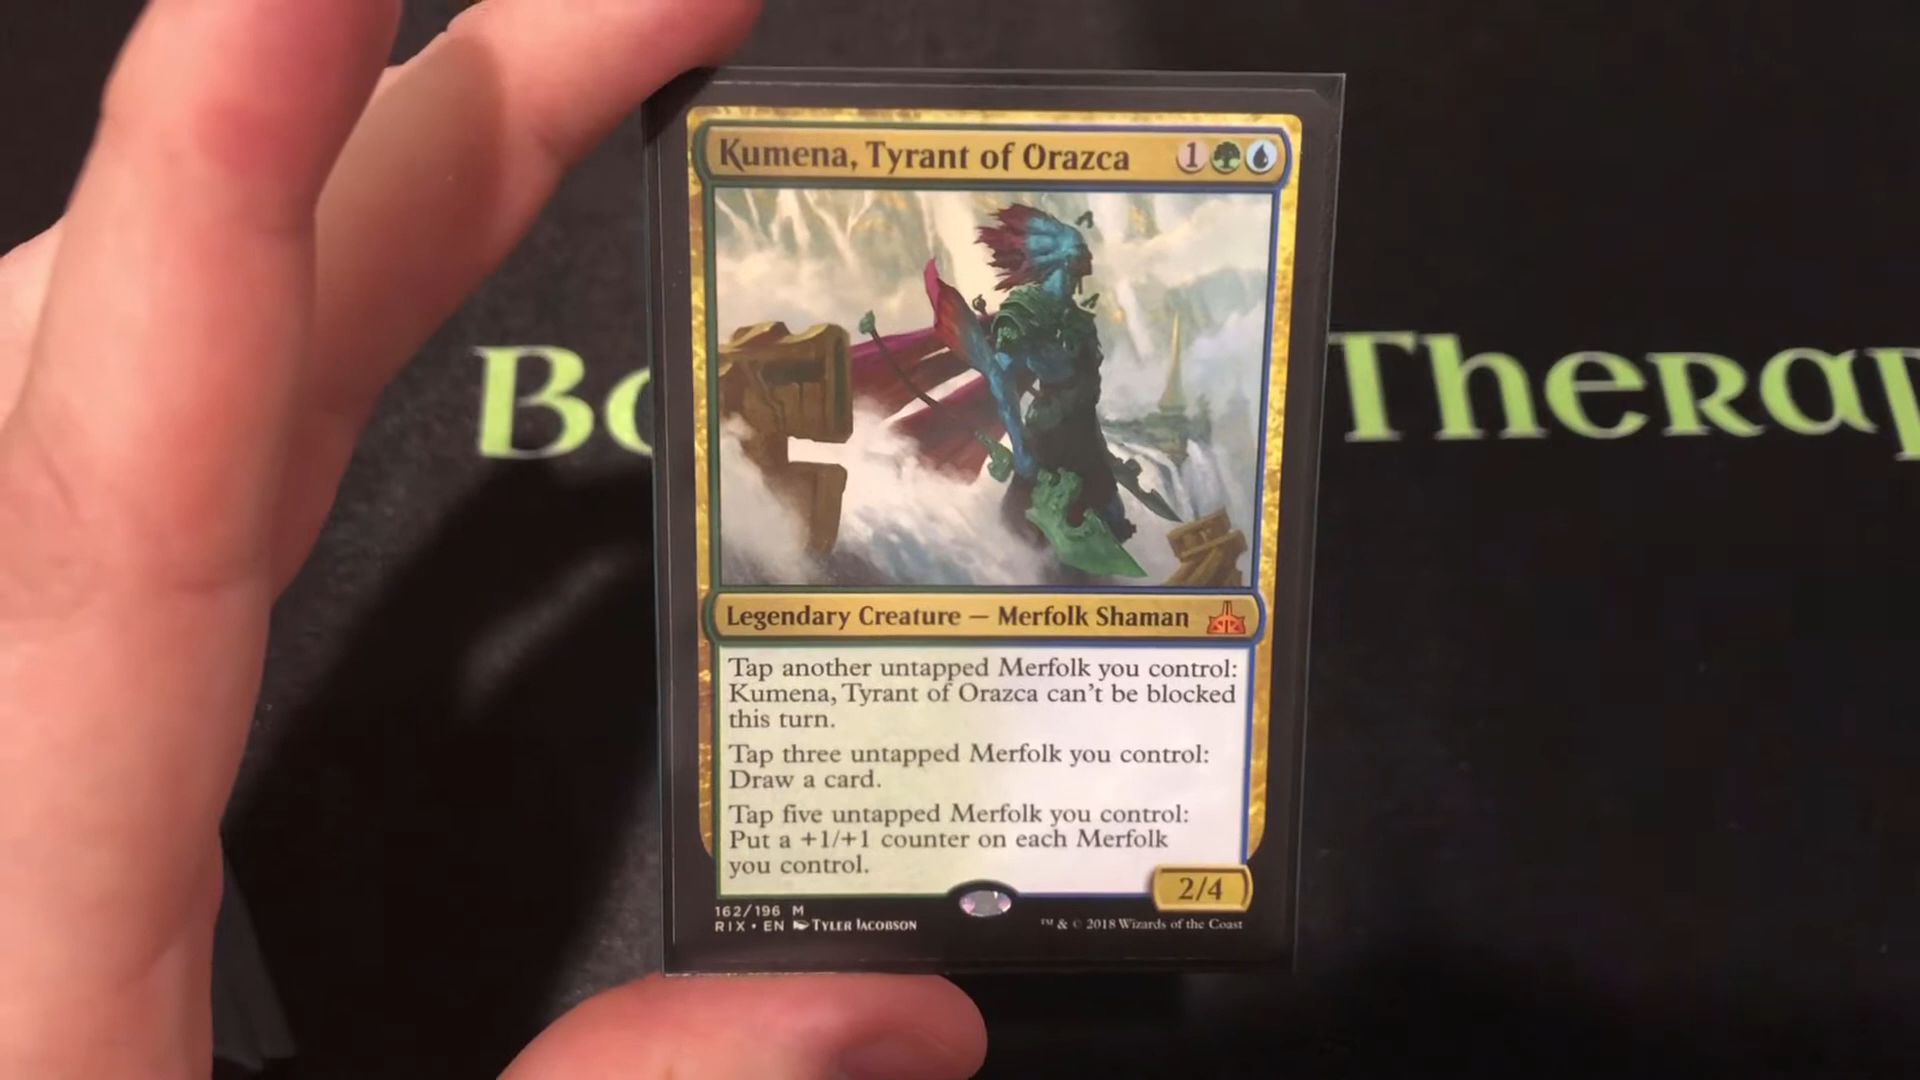 Kumena, Tyrant of Orazca 1
Legendary Creature — Merfolk Shaman
Tap another untapped Merfolk you control:
Kumena, Tyrant of Orazca can't be blocked
this turn.
Tap three untapped Merfolk you control:
Draw a card.
Tap five untapped Merfolk you control:
Put a +1/+1 counter on each Merfolk
you control.
2/4
162/196 M
RIX • EN Tyler Jacobson
™ & © 2018 Wizards of the Coast